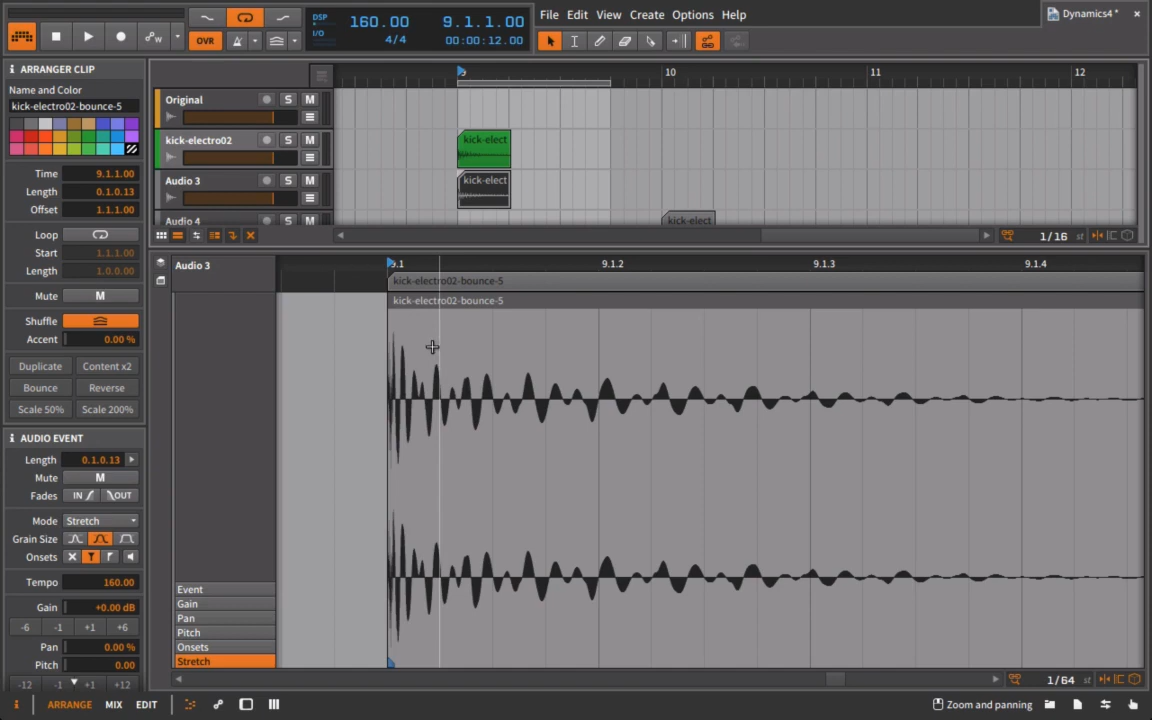 DSP
I/O
160.00
4/4
9.1.1.00
00:00:12.00
File Edit View Create Options Help
Dynamics4*
OVR
ARRANGER CLIP
Name and Color
kick-electro02-bounce-5
Time 9.1.1.00
Length 0.1.0.13
Offset 1.1.1.00
Loop
Start 1.1.1.00
Length 1.0.0.00
Mute M
Shuffle
Accent 0.00 %
Duplicate Content x2
Bounce Reverse
Scale 50% Scale 200%
AUDIO EVENT
Length 0.1.0.13
Mute M
Fades IN OUT
Mode Stretch
Grain Size
Onsets
Tempo 160.00
Gain +0.00 dB
-6 -1 +1 +6
Pan 0.00 %
Pitch 0.00
-12 -1 +1 +12
9 10 11 12
Original S M
kick-electro02 S M
kick-elect
Audio 3 S M
kick-elect
Audio 4 S M
kick-elect
1/16 st
Audio 3
9.1 9.1.2 9.1.3 9.1.4
kick-electro02-bounce-5
kick-electro02-bounce-5
Event
Gain
Pan
Pitch
Onsets
Stretch
1/64 st
ARRANGE MIX EDIT
Zoom and panning